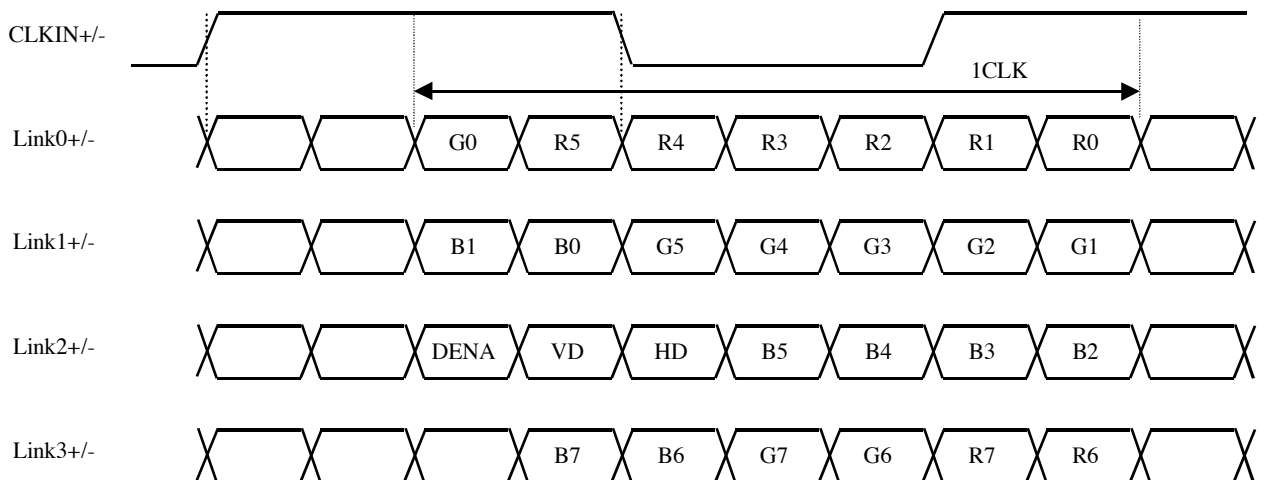 CLKIN+/-
1CLK
Link0+/- G0 R5 R4 R3 R2 R1 R0
Link1+/- B1 B0 G5 G4 G3 G2 G1
Link2+/- DENA VD HD B5 B4 B3 B2
Link3+/- B7 B6 G7 G6 R7 R6